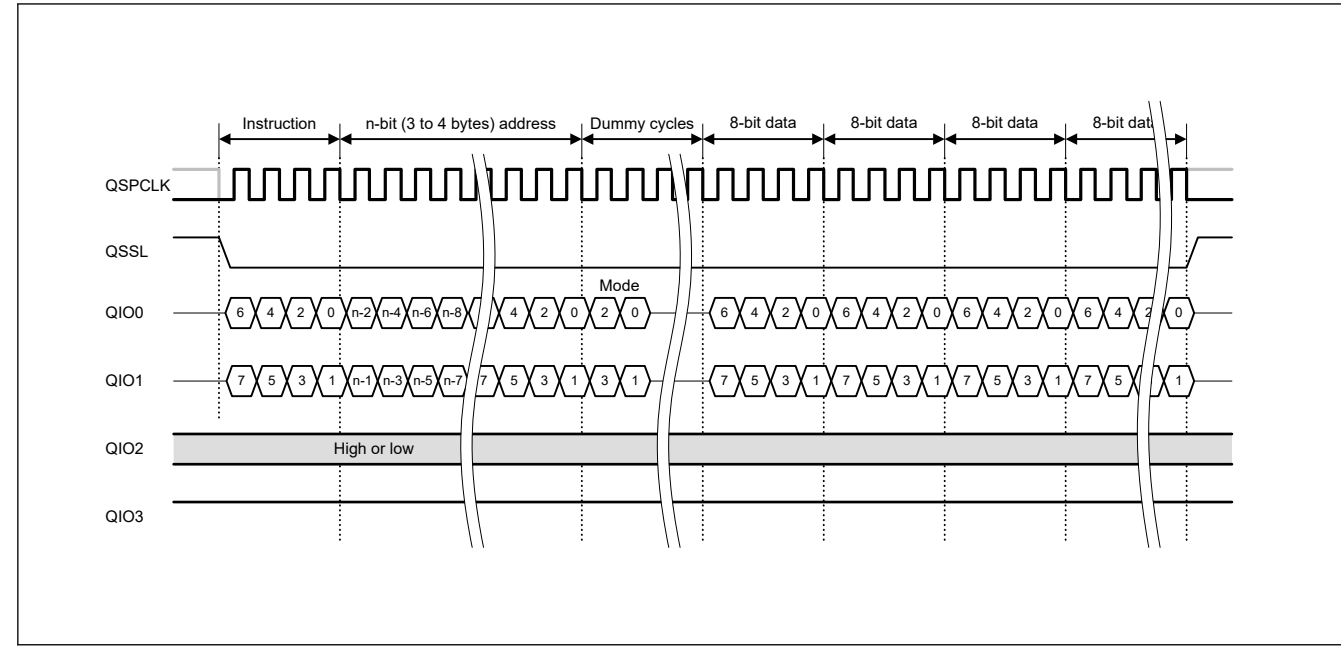 Instruction n-bit (3 to 4 bytes) address Dummy cycles 8-bit data 8-bit data 8-bit data 8-bit data
QSPCLK
QSSL
Mode
QIO0 6 4 2 0 n-2 n-4 n-6 n-8 4 2 0 2 0 6 4 2 0 6 4 2 0 6 4 2 0 6 4 2 0
QIO1 7 5 3 1 n-1 n-3 n-5 n-7 7 5 3 1 3 1 7 5 3 1 7 5 3 1 7 5 3 1 7 5 1
QIO2 High or low
QIO3